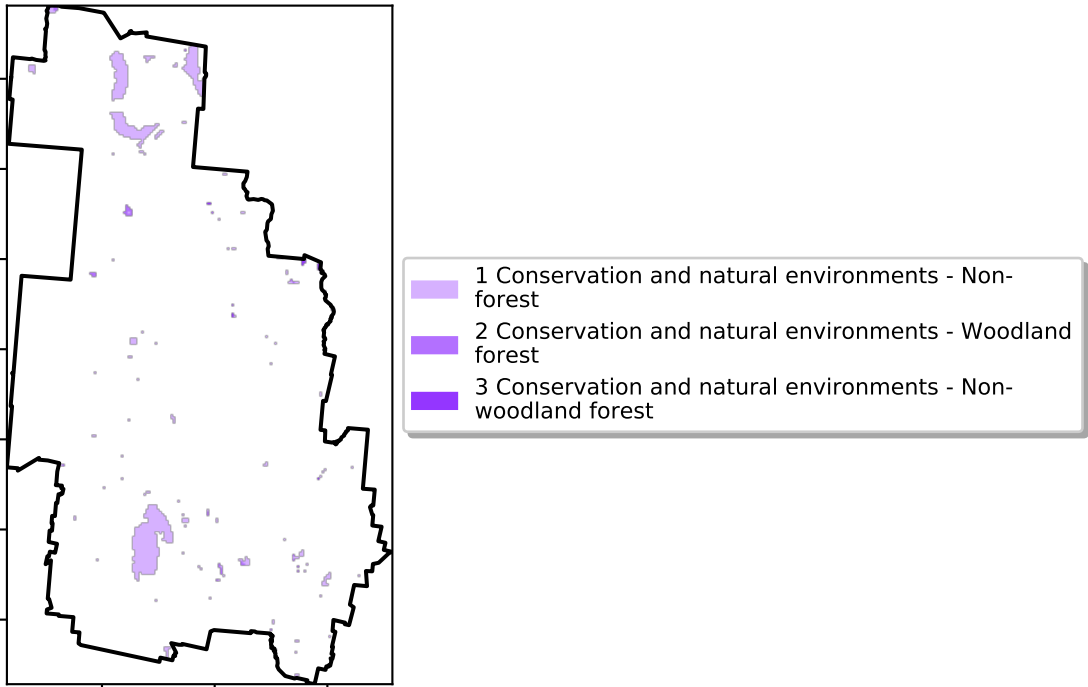 1 Conservation and natural environments - Non-
forest
2 Conservation and natural environments - Woodland
forest
3 Conservation and natural environments - Non-
woodland forest